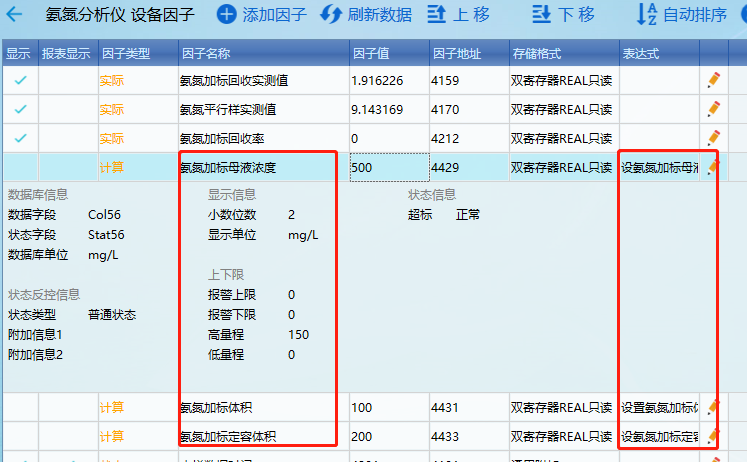 氨氮分析仪 设备因子 添加因子 刷新数据 上 移 下 移 自动排序
显示 报表显示 因子类型 因子名称 因子值 因子地址 存储格式 表达式
实际 氨氮加标回收实测值 1.916226 4159 双寄存器REAL只读
实际 氨氮平行样实测值 9.143169 4170 双寄存器REAL只读
实际 氨氮加标回收率 0 4212 双寄存器REAL只读
计算 氨氮加标母液浓度 500 4429 双寄存器REAL只读 设氨氮加标母液
数据库信息 显示信息 状态信息
数据字段 Col56 小数位数 2 超标 正常
状态字段 Stat56 显示单位 mg/L
数据库单位 mg/L
上下限
状态反控信息 报警上限 0
状态类型 普通状态 报警下限 0
附加信息1 高量程 150
附加信息2 低量程 0
计算 氨氮加标体积 100 4431 双寄存器REAL只读 设置氨氮加标
计算 氨氮加标定容体积 200 4433 双寄存器REAL只读 设氨氮加标定容